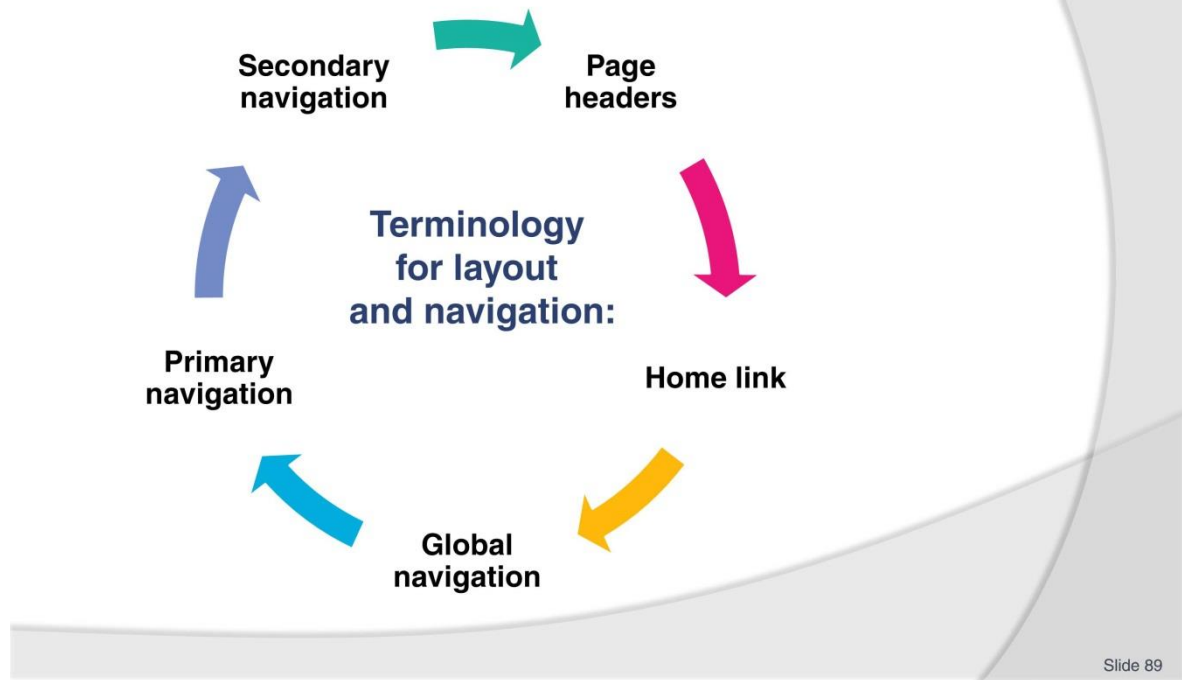 Secondary
navigation
Page
headers
Terminology
for layout
and navigation:
Primary
navigation
Home link
Global
navigation
Slide 89